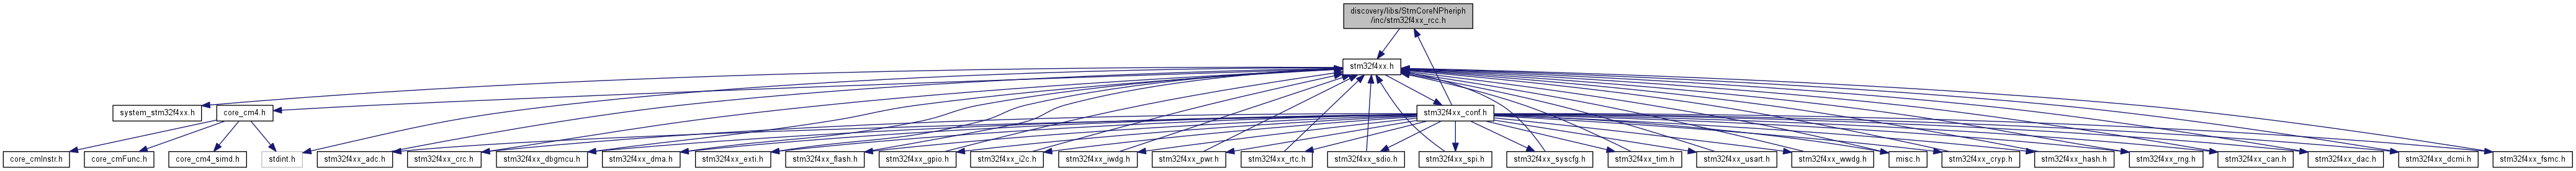 discovery/libs/StmCoreNPheriph
/inc/stm32f4xx_rcc.h
stm32f4xx.h
system_stm32f4xx.h
core_cm4.h
stm32f4xx_conf.h
core_cmInstr.h
core_cmFunc.h
core_cm4_simd.h
stdint.h
stm32f4xx_adc.h
stm32f4xx_crc.h
stm32f4xx_dbgmcu.h
stm32f4xx_dma.h
stm32f4xx_exti.h
stm32f4xx_flash.h
stm32f4xx_gpio.h
stm32f4xx_i2c.h
stm32f4xx_iwdg.h
stm32f4xx_pwr.h
stm32f4xx_rtc.h
stm32f4xx_sdio.h
stm32f4xx_spi.h
stm32f4xx_syscfg.h
stm32f4xx_tim.h
stm32f4xx_usart.h
stm32f4xx_wwdg.h
misc.h
stm32f4xx_cryp.h
stm32f4xx_hash.h
stm32f4xx_rng.h
stm32f4xx_can.h
stm32f4xx_dac.h
stm32f4xx_dcmi.h
stm32f4xx_fsmc.h